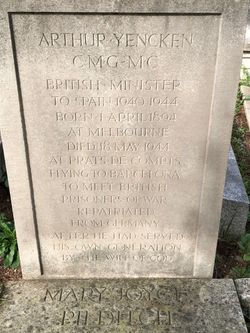 ARTHUR YENCKEN
C·M·G·M·C
BRITISH MINISTER
TO SPAIN 1940·1944
BORN 1 APRIL 1894
AT MELBOURNE
DIED 18 MAY 1944
AT PRATS DE COMPTS
FLYING TO BARCELONA
TO MEET BRITISH
PRISONERS OF WAR
REPATRIATED
FROM GERMANY
AFTER HE HAD SERVED
HIS OWN GENERATION
BY THE WILL OF GOD
MARY JOYCE